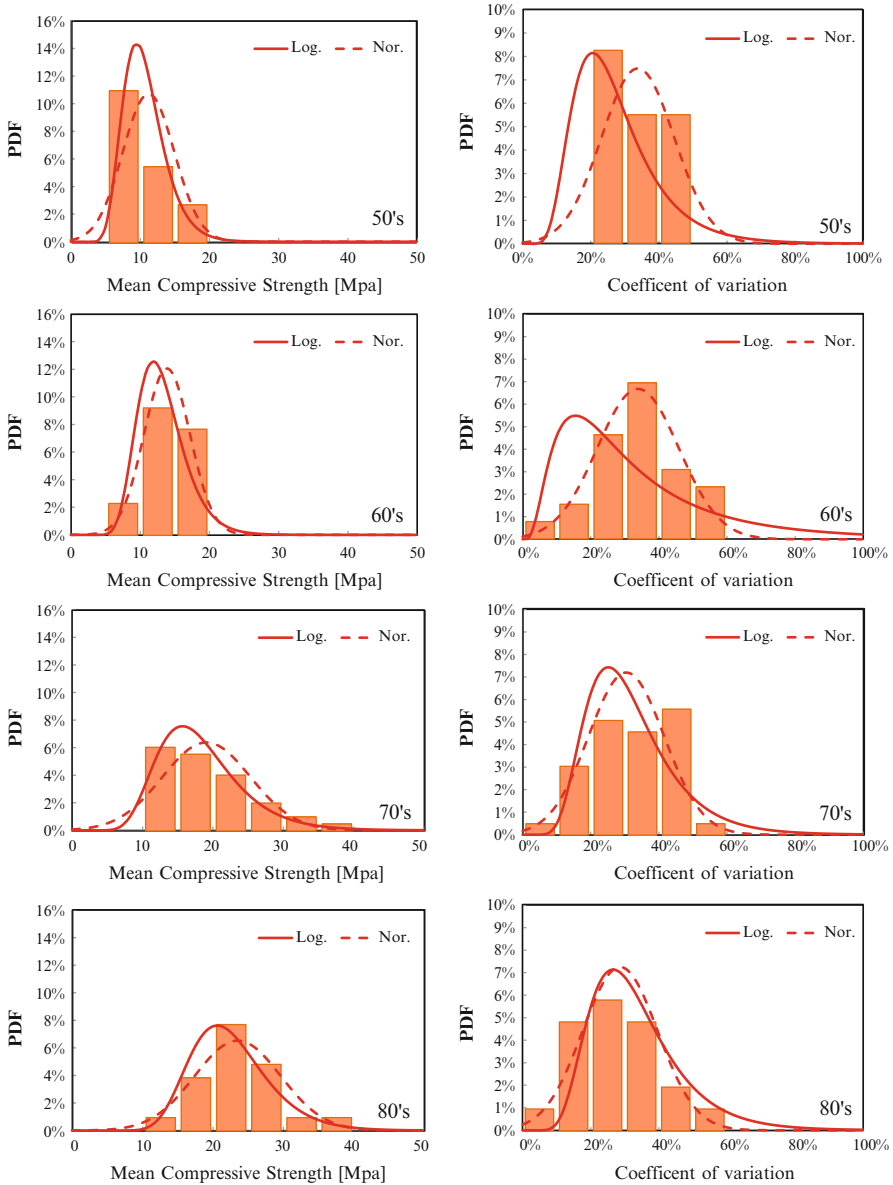 16%
14%
12%
10%
8%
6%
4%
2%
0%
PDF
Log. Nor.
50's
0 10 20 30 40 50
Mean Compressive Strength [Mpa]
10%
9%
8%
7%
6%
5%
4%
3%
2%
1%
0%
PDF
Log. Nor.
50's
0% 20% 40% 60% 80% 100%
Coefficent of variation
16%
14%
12%
10%
8%
6%
4%
2%
0%
PDF
Log. Nor.
60's
0 10 20 30 40 50
Mean Compressive Strength [Mpa]
10%
9%
8%
7%
6%
5%
4%
3%
2%
1%
0%
PDF
Log. Nor.
60's
0% 20% 40% 60% 80% 100%
Coefficent of variation
16%
14%
12%
10%
8%
6%
4%
2%
0%
PDF
Log. Nor.
70's
0 10 20 30 40 50
Mean Compressive Strength [Mpa]
10%
9%
8%
7%
6%
5%
4%
3%
2%
1%
0%
PDF
Log. Nor.
70's
0% 20% 40% 60% 80% 100%
Coefficent of variation
16%
14%
12%
10%
8%
6%
4%
2%
0%
PDF
Log. Nor.
80's
0 10 20 30 40 50
Mean Compressive Strength [Mpa]
10%
9%
8%
7%
6%
5%
4%
3%
2%
1%
0%
PDF
Log. Nor.
80's
0% 20% 40% 60% 80% 100%
Coefficent of variation